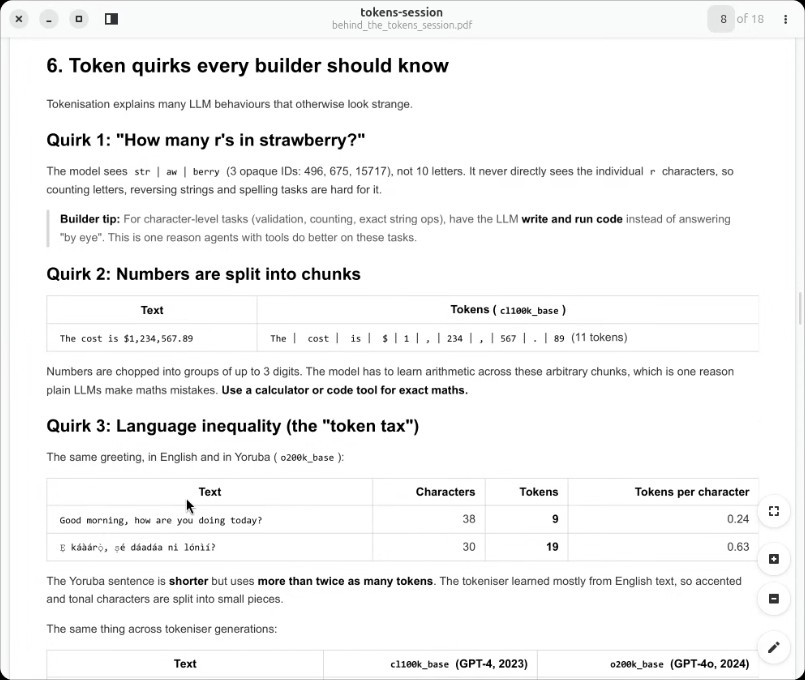 tokens-session
behind_the_tokens_session.pdf
8 of 18
6. Token quirks every builder should know
Tokenisation explains many LLM behaviours that otherwise look strange.
Quirk 1: "How many r's in strawberry?"
The model sees str | aw | berry (3 opaque IDs: 496, 675, 15717), not 10 letters. It never directly sees the individual r characters, so
counting letters, reversing strings and spelling tasks are hard for it.
Builder tip: For character-level tasks (validation, counting, exact string ops), have the LLM write and run code instead of answering
"by eye". This is one reason agents with tools do better on these tasks.
Quirk 2: Numbers are split into chunks
Text Tokens ( cl100k_base )
The cost is $1,234,567.89 The | cost | is | $ | 1 | , | 234 | , | 567 | . | 89 (11 tokens)
Numbers are chopped into groups of up to 3 digits. The model has to learn arithmetic across these arbitrary chunks, which is one reason
plain LLMs make maths mistakes. Use a calculator or code tool for exact maths.
Quirk 3: Language inequality (the "token tax")
The same greeting, in English and in Yoruba ( o200k_base ):
Text Characters Tokens Tokens per character
Good morning, how are you doing today? 38 9 0.24
Ẹ káàárọ̀, ṣé dáadáa ni lónìí? 30 19 0.63
The Yoruba sentence is shorter but uses more than twice as many tokens. The tokeniser learned mostly from English text, so accented
and tonal characters are split into small pieces.
The same thing across tokeniser generations:
Text cl100k_base (GPT-4, 2023) o200k_base (GPT-4o, 2024)